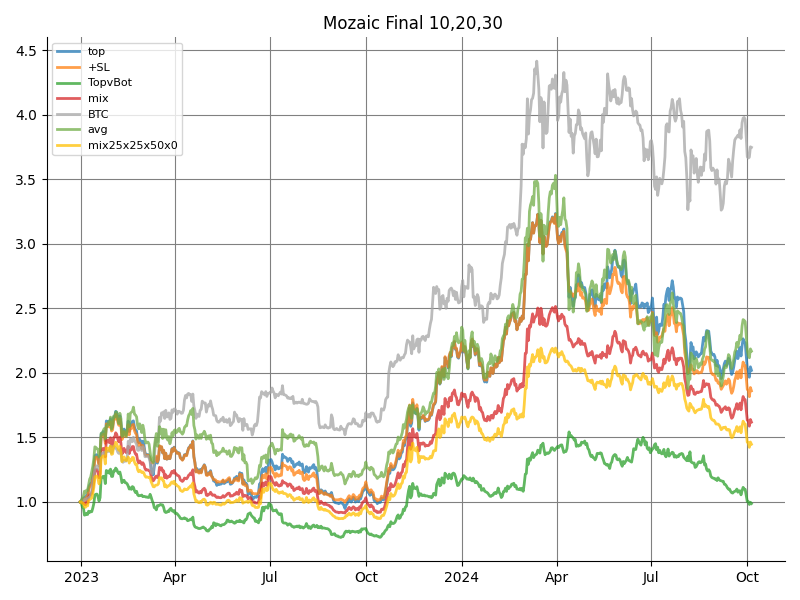 Mozaic Final 10,20,30
top
+SL
TopvBot
mix
BTC
avg
mix25x25x50x0
4.5
4.0
3.5
3.0
2.5
2.0
1.5
1.0
2023 Apr Jul Oct 2024 Apr Jul Oct